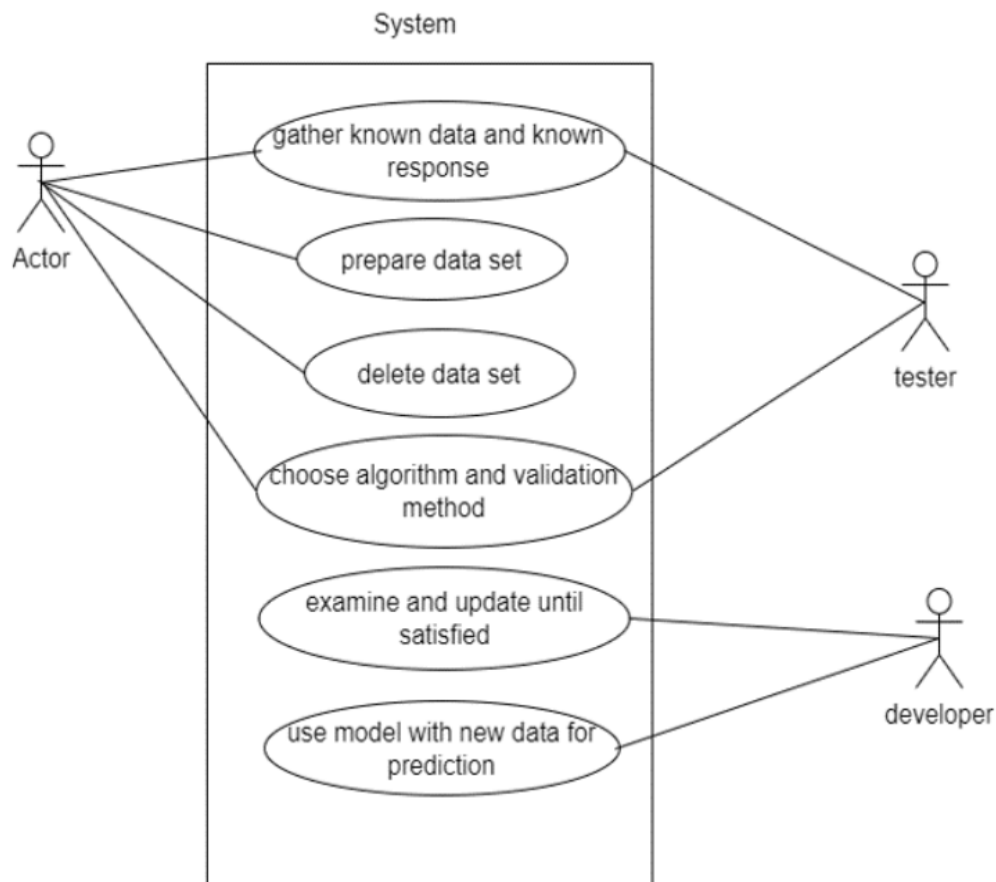 System
gather known data and known
response
Actor
prepare data set
tester
delete data set
choose algorithm and validation
method
examine and update until
satisfied
developer
use model with new data for
prediction